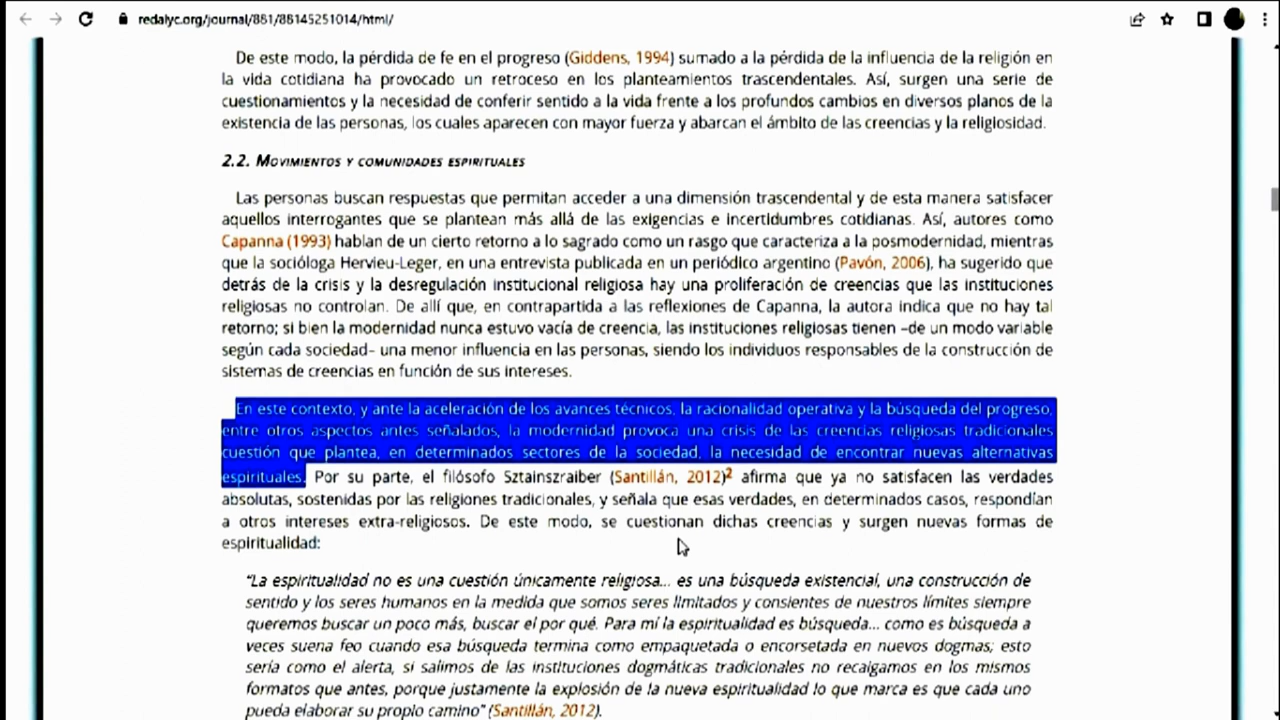 redalyc.org/journal/881/88145251014/html/
De este modo, la pérdida de fe en el progreso (Giddens, 1994) sumado a la pérdida de la influencia de la religión en
la vida cotidiana ha provocado un retroceso en los planteamientos trascendentales. Así, surgen una serie de
cuestionamientos y la necesidad de conferir sentido a la vida frente a los profundos cambios en diversos planos de la
existencia de las personas, los cuales aparecen con mayor fuerza y abarcan el ámbito de las creencias y la religiosidad.
2.2. Movimientos y comunidades espirituales
Las personas buscan respuestas que permitan acceder a una dimensión trascendental y de esta manera satisfacer
aquellos interrogantes que se plantean más allá de las exigencias e incertidumbres cotidianas. Así, autores como
Capanna (1993) hablan de un cierto retorno a lo sagrado como un rasgo que caracteriza a la posmodernidad, mientras
que la socióloga Hervieu-Leger, en una entrevista publicada en un periódico argentino (Pavón, 2006), ha sugerido que
detrás de la crisis y la desregulación institucional religiosa hay una proliferación de creencias que las instituciones
religiosas no controlan. De allí que, en contrapartida a las reflexiones de Capanna, la autora indica que no hay tal
retorno; si bien la modernidad nunca estuvo vacía de creencia, las instituciones religiosas tienen –de un modo variable
según cada sociedad– una menor influencia en las personas, siendo los individuos responsables de la construcción de
sistemas de creencias en función de sus intereses.
En este contexto, y ante la aceleración de los avances técnicos, la racionalidad operativa y la búsqueda del progreso,
entre otros aspectos antes señalados, la modernidad provoca una crisis de las creencias religiosas tradicionales
cuestión que plantea, en determinados sectores de la sociedad, la necesidad de encontrar nuevas alternativas
espirituales. Por su parte, el filósofo Sztainszraiber (Santillán, 2012)² afirma que ya no satisfacen las verdades
absolutas, sostenidas por las religiones tradicionales, y señala que esas verdades, en determinados casos, respondían
a otros intereses extra-religiosos. De este modo, se cuestionan dichas creencias y surgen nuevas formas de
espiritualidad:
“La espiritualidad no es una cuestión únicamente religiosa... es una búsqueda existencial, una construcción de
sentido y los seres humanos en la medida que somos seres limitados y consientes de nuestros límites siempre
queremos buscar un poco más, buscar el por qué. Para mí la espiritualidad es búsqueda... como es búsqueda a
veces suena feo cuando esa búsqueda termina como empaquetada o encorsetada en nuevos dogmas; esto
sería como el alerta, si salimos de las instituciones dogmáticas tradicionales no recaigamos en los mismos
formatos que antes, porque justamente la explosión de la nueva espiritualidad lo que marca es que cada uno
pueda elaborar su propio camino” (Santillán, 2012).